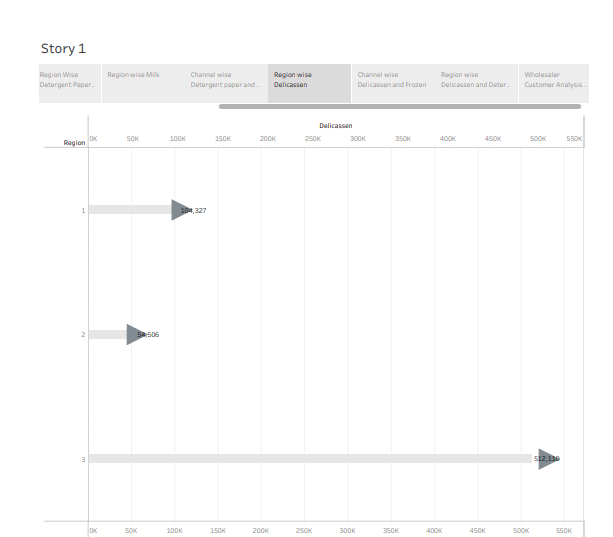 Story 1
Region Wise
Detergent Paper..
Region wise Milk
Channel wise
Detergent paper and ..
Region wise
Delicassen
Channel wise
Delicassen and Frozen
Region wise
Delicassen and Deter..
Wholesaler
Customer Analysis ..
Delicassen
Region
0K 50K 100K 150K 200K 250K 300K 350K 400K 450K 500K 550K
1
104,327
2
54,506
3
512,110
0K 50K 100K 150K 200K 250K 300K 350K 400K 450K 500K 550K